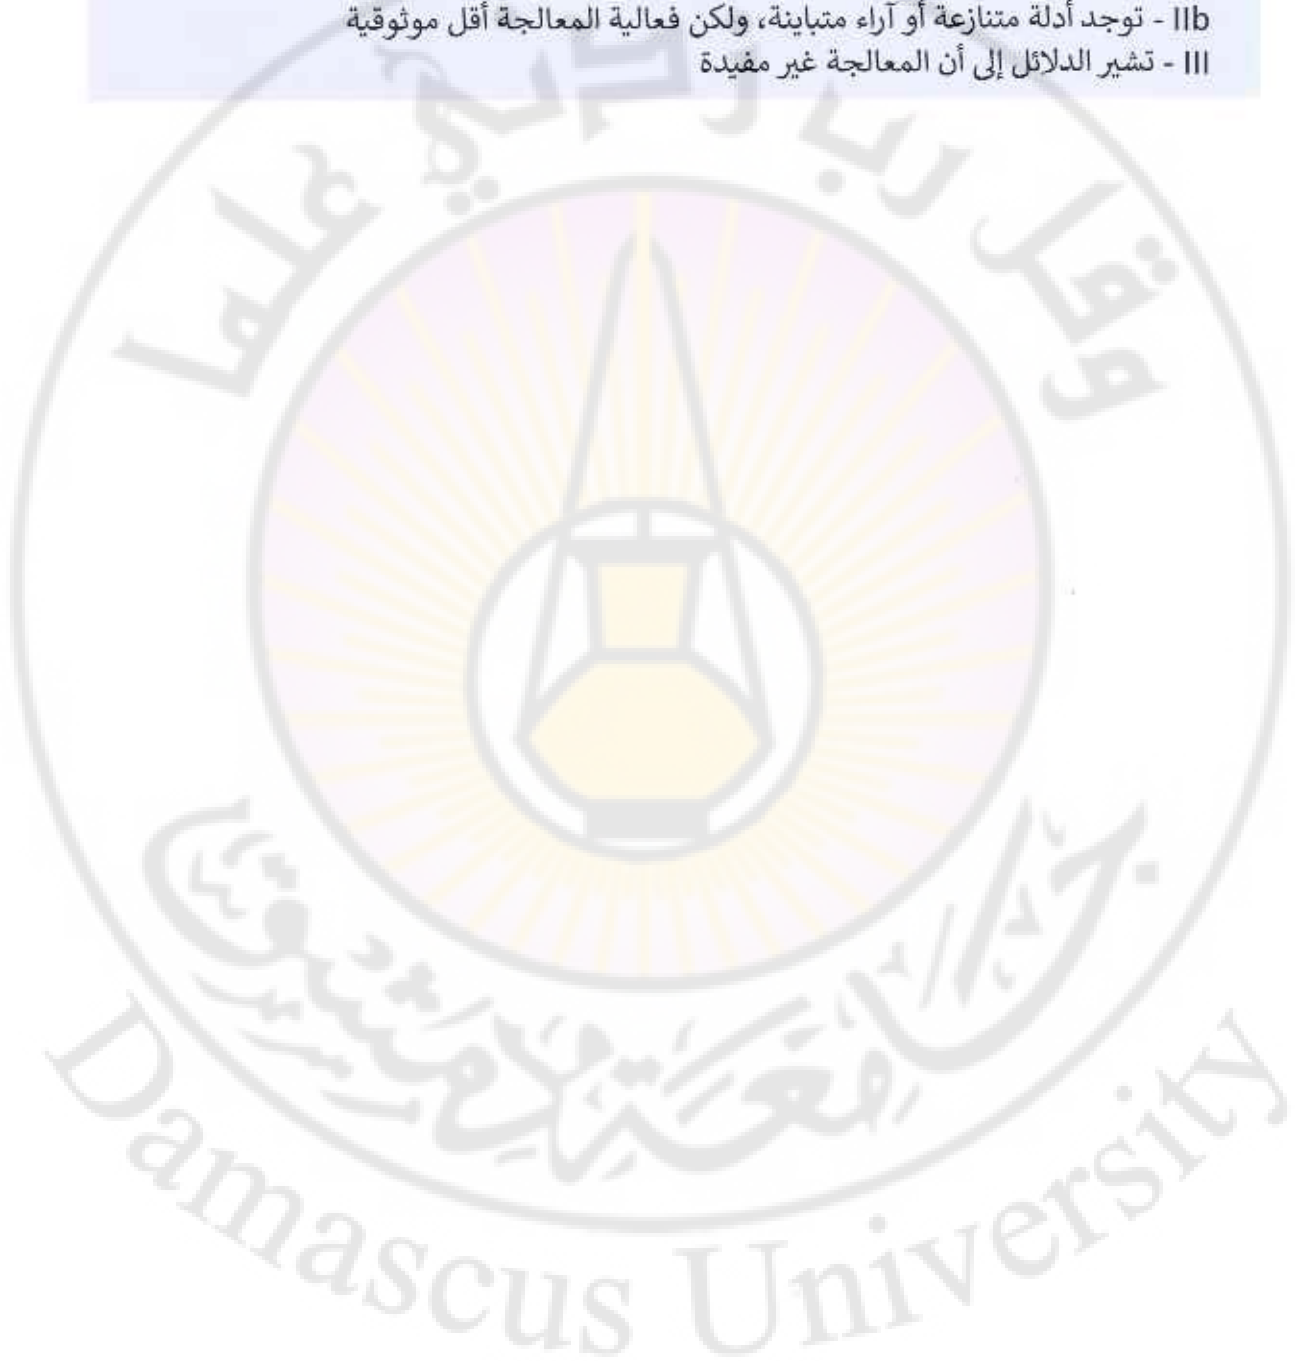 IIb - توجد أدلة متنازعة أو آراء متباينة، ولكن فعالية المعالجة أقل موثوقية
III - تشير الدلائل إلى أن المعالجة غير مفيدة
وقل رب زدني علما
جامعة دمشق
Damascus University